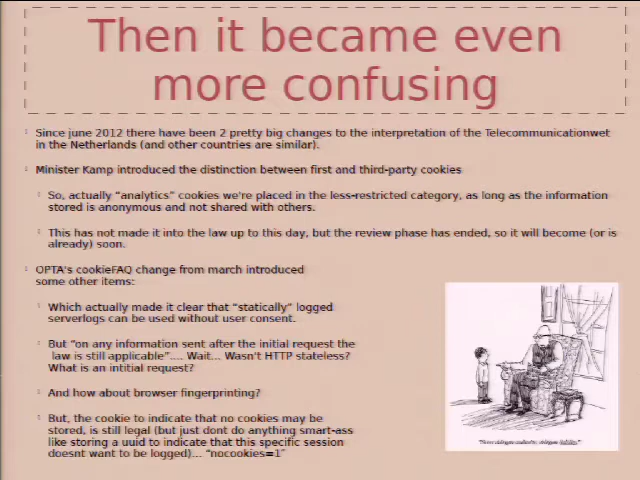 Then it became even
more confusing
Since june 2012 there have been 2 pretty big changes to the interpretation of the Telecommunicationwet
in the Netherlands (and other countries are similar).
Minister Kamp introduced the distinction between first and third-party cookies
So, actually “analytics” cookies we're placed in the less-restricted category, as long as the information
stored is anonymous and not shared with others.
This has not made it into the law up to this day, but the review phase has ended, so it will become (or is
already) soon.
OPTA's cookieFAQ change from march introduced
some other items:
Which actually made it clear that “statically” logged
serverlogs can be used without user consent.
But “on any information sent after the initial request the
law is still applicable”.... Wait... Wasn't HTTP stateless?
What is an intitial request?
And how about browser fingerprinting?
But, the cookie to indicate that no cookies may be
stored, is still legal (but just dont do anything smart-ass
like storing a uuid to indicate that this specific session
doesnt want to be logged)... “nocookies=1”